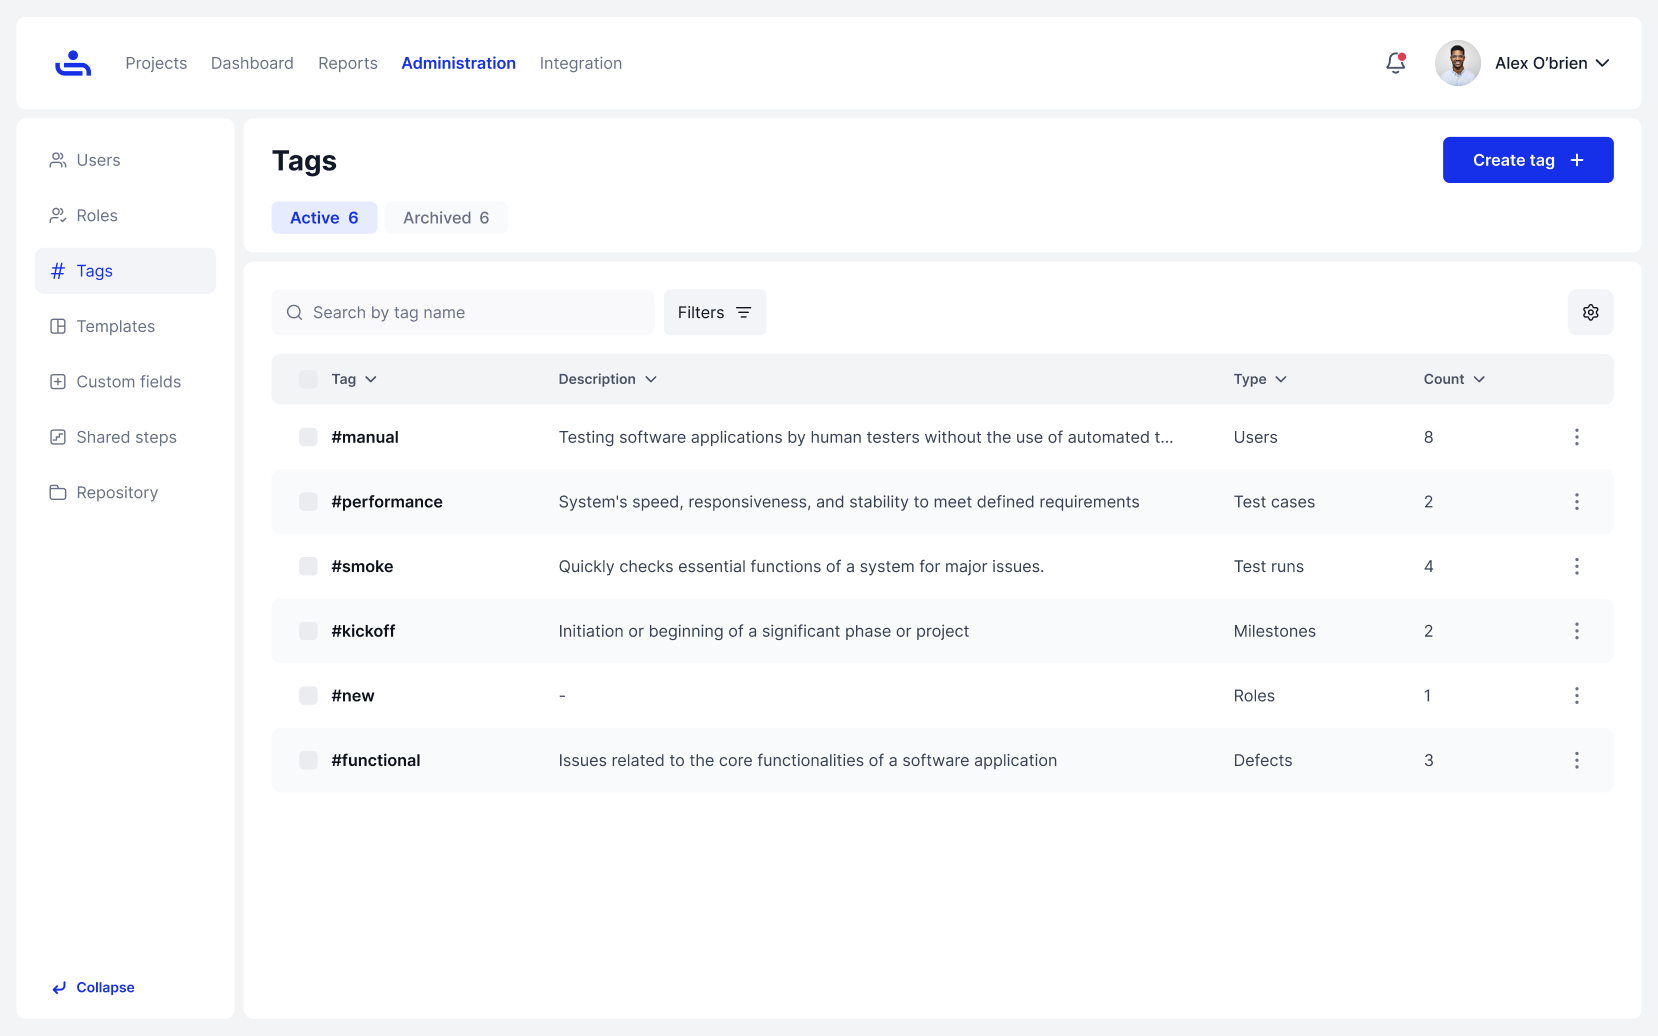 Projects Dashboard Reports Administration Integration Alex O’brien
Users
Roles
Tags
Templates
Custom fields
Shared steps
Repository
Collapse
Tags
Create tag
Active 6 Archived 6
Search by tag name Filters
Tag Description Type Count
#manual Testing software applications by human testers without the use of automated t... Users 8
#performance System's speed, responsiveness, and stability to meet defined requirements Test cases 2
#smoke Quickly checks essential functions of a system for major issues. Test runs 4
#kickoff Initiation or beginning of a significant phase or project Milestones 2
#new - Roles 1
#functional Issues related to the core functionalities of a software application Defects 3